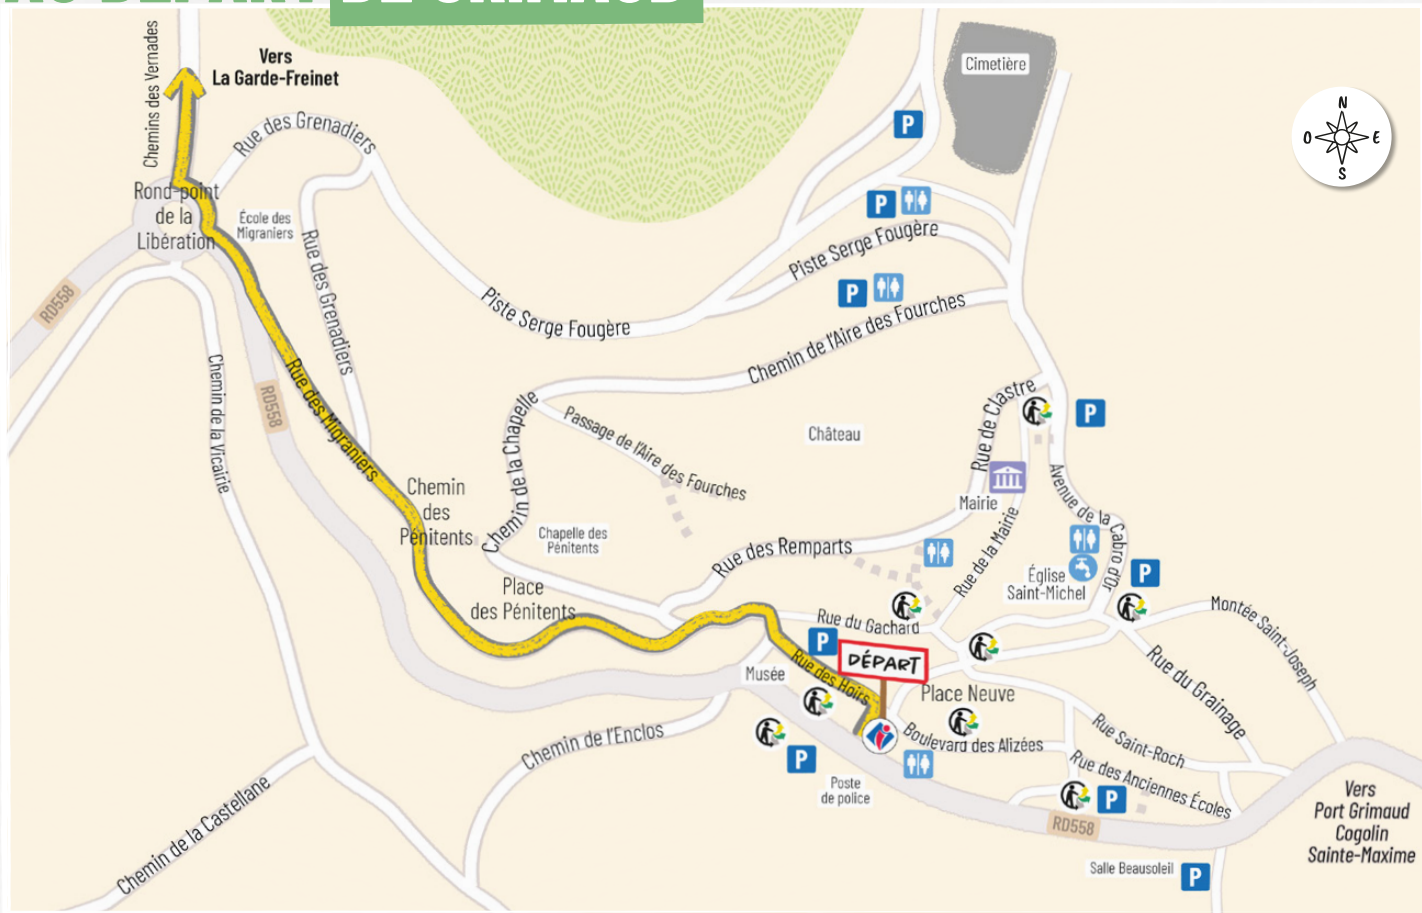 AU DÉPART DE GRIMAUD
Chemins des Vernades
Vers
La Garde-Freinet
Cimetière
N
O
E
S
P
Rue des Grenadiers
Rond-point
de la
Libération
École des
Migraniers
P
Piste Serge Fougère
RD558
Rue des Grenadiers
Piste Serge Fougère
P
Chemin de l'Aire des Fourches
Chemin de la Vicairie
RD558
Rue des Migraniers
Chemin de la Chapelle
Passage de l'Aire des Fourches
Château
Rue de Clastre
P
Mairie
Avenue de la Cabro d'Or
Chemin
des
Pénitents
Chapelle des
Pénitents
Rue des Remparts
Rue de la Mairie
Église
Saint-Michel
P
Place
des Pénitents
Rue du Gachard
Montée Saint-Joseph
P
DÉPART
Rue des Hoirs
Musée
Place Neuve
Rue du Grainage
Chemin de l'Enclos
Boulevard des Alizées
Rue Saint-Roch
P
Poste
de police
Rue des Anciennes Écoles
P
RD558
Chemin de la Castellane
Vers
Port Grimaud
Cogolin
Sainte-Maxime
Salle Beausoleil
P